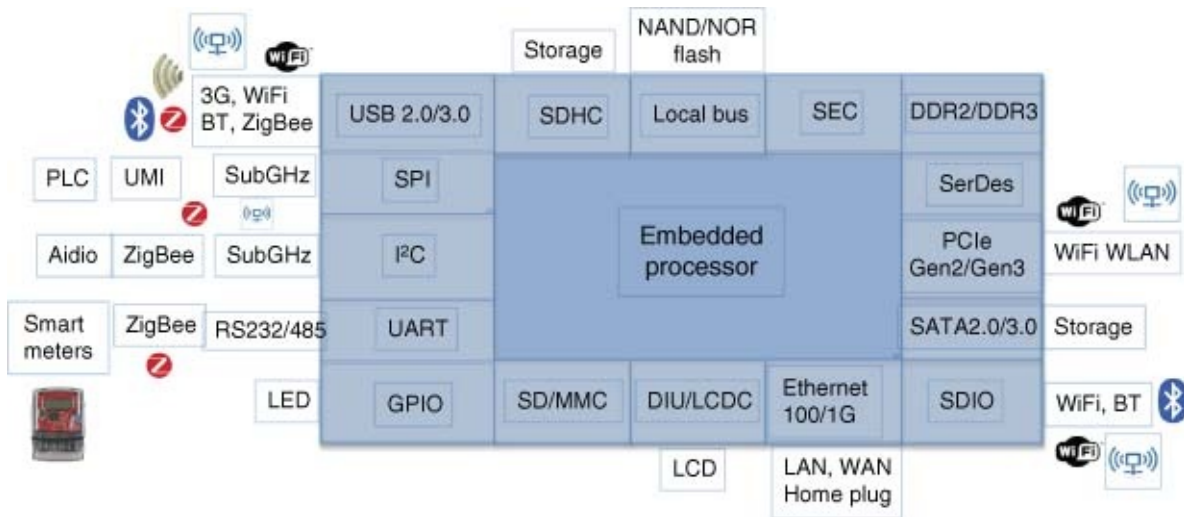 NAND/NOR
flash
Storage
WiFi
3G, WiFi
BT, ZigBee
USB 2.0/3.0
SDHC
Local bus
SEC
DDR2/DDR3
PLC
UMI
SubGHz
SPI
SerDes
Z
Z
WiFi
Aidio
ZigBee
SubGHz
I²C
Embedded
processor
PCIe
Gen2/Gen3
WiFi WLAN
Smart
meters
ZigBee
RS232/485
UART
SATA2.0/3.0
Storage
Z
LED
GPIO
SD/MMC
DIU/LCDC
Ethernet
100/1G
SDIO
WiFi, BT
WiFi
LCD
LAN, WAN
Home plug